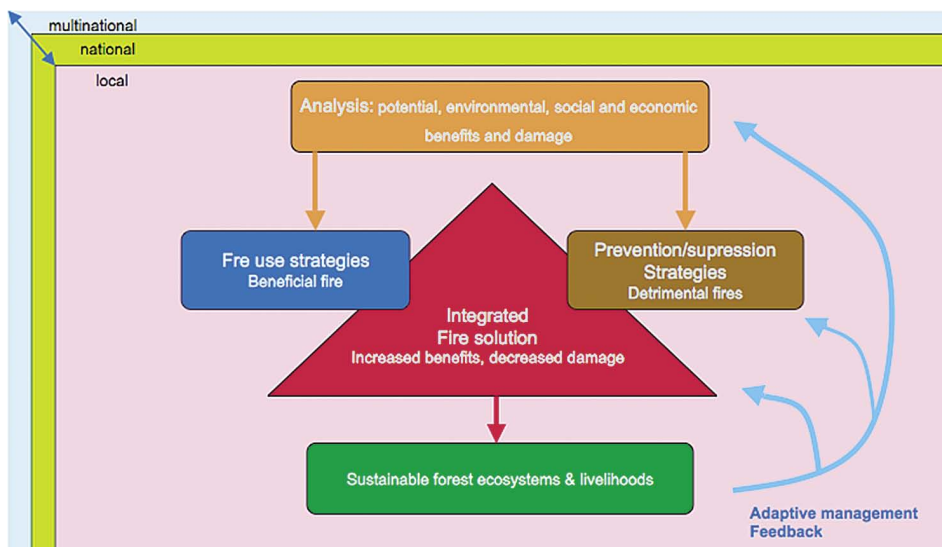 multinational
national
local
Analysis: potential, environmental, social and economic
benefits and damage
Fre use strategies
Beneficial fire
Prevention/supression
Strategies
Detrimental fires
Integrated
Fire solution
Increased benefits, decreased damage
Sustainable forest ecosystems & livelihoods
Adaptive management
Feedback